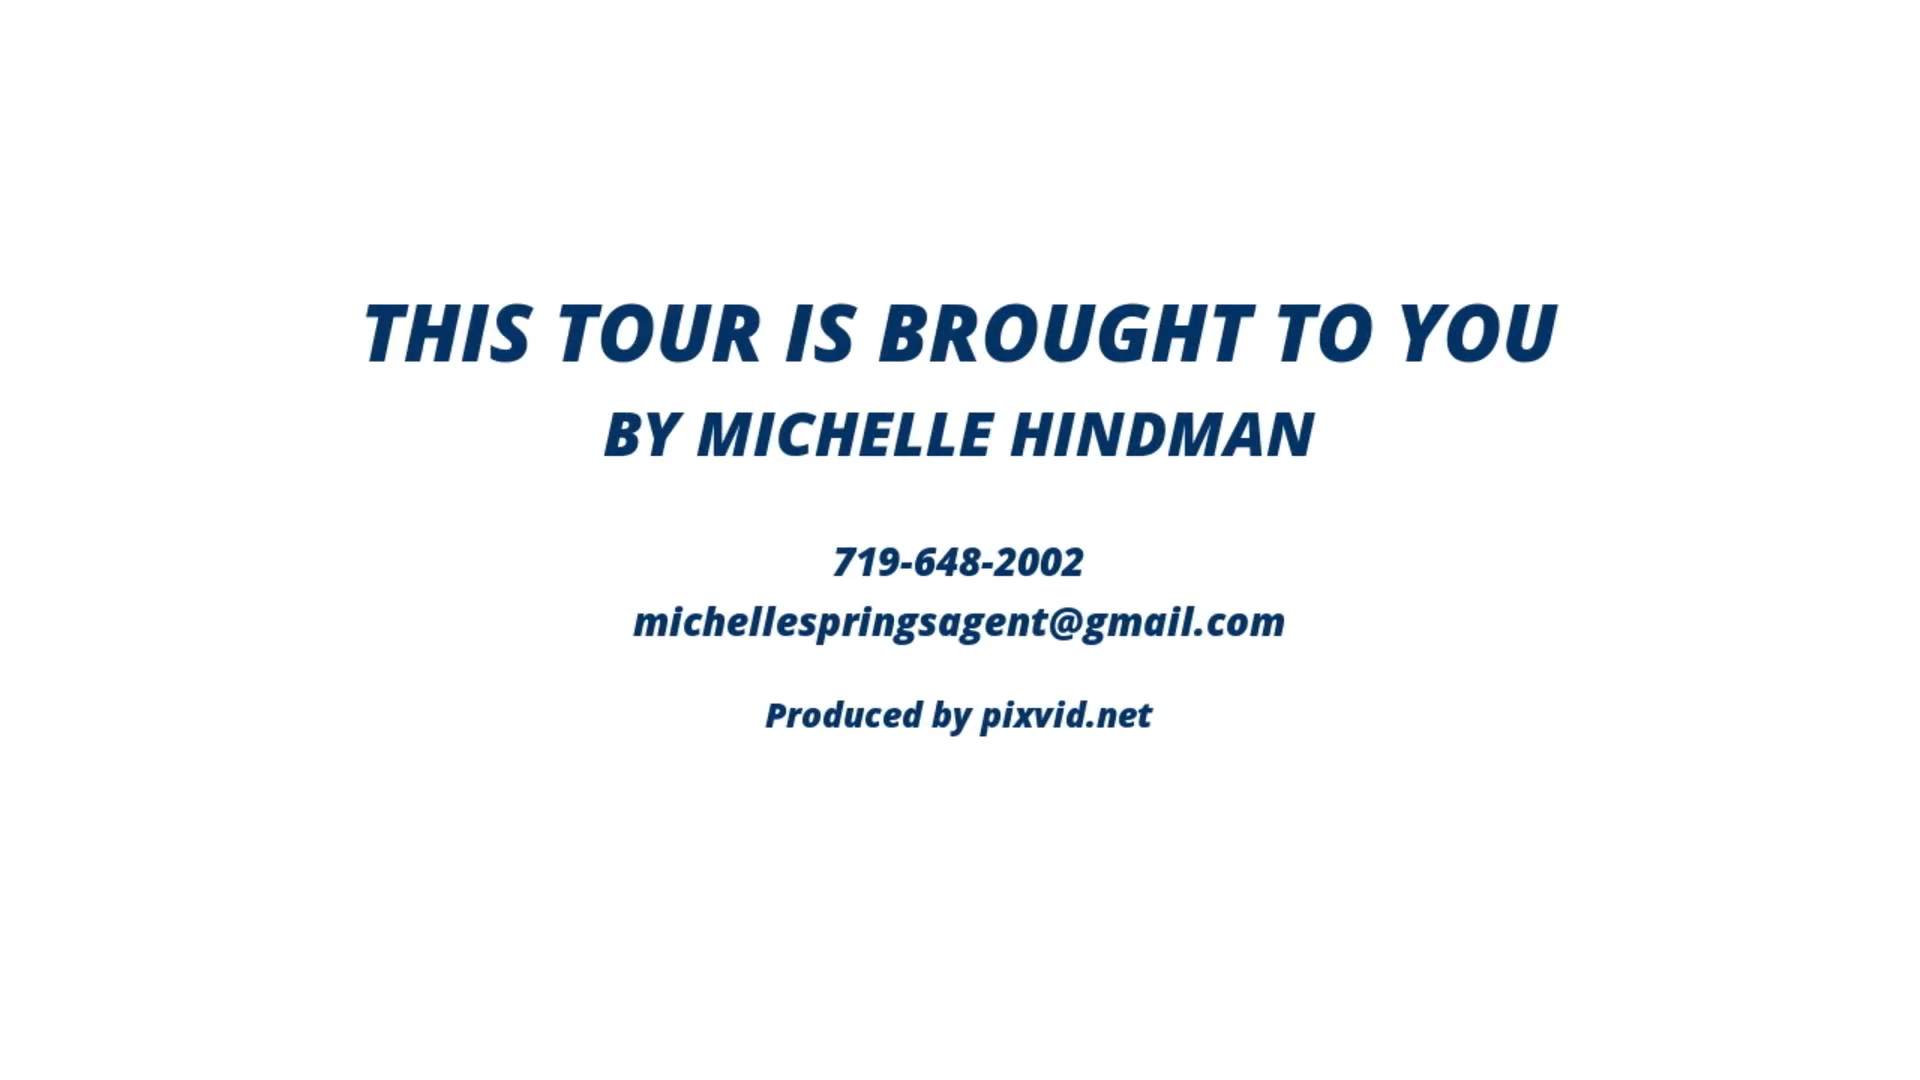 THIS TOUR IS BROUGHT TO YOU
BY MICHELLE HINDMAN
719-648-2002
michellespringsagent@gmail.com
Produced by pixvid.net